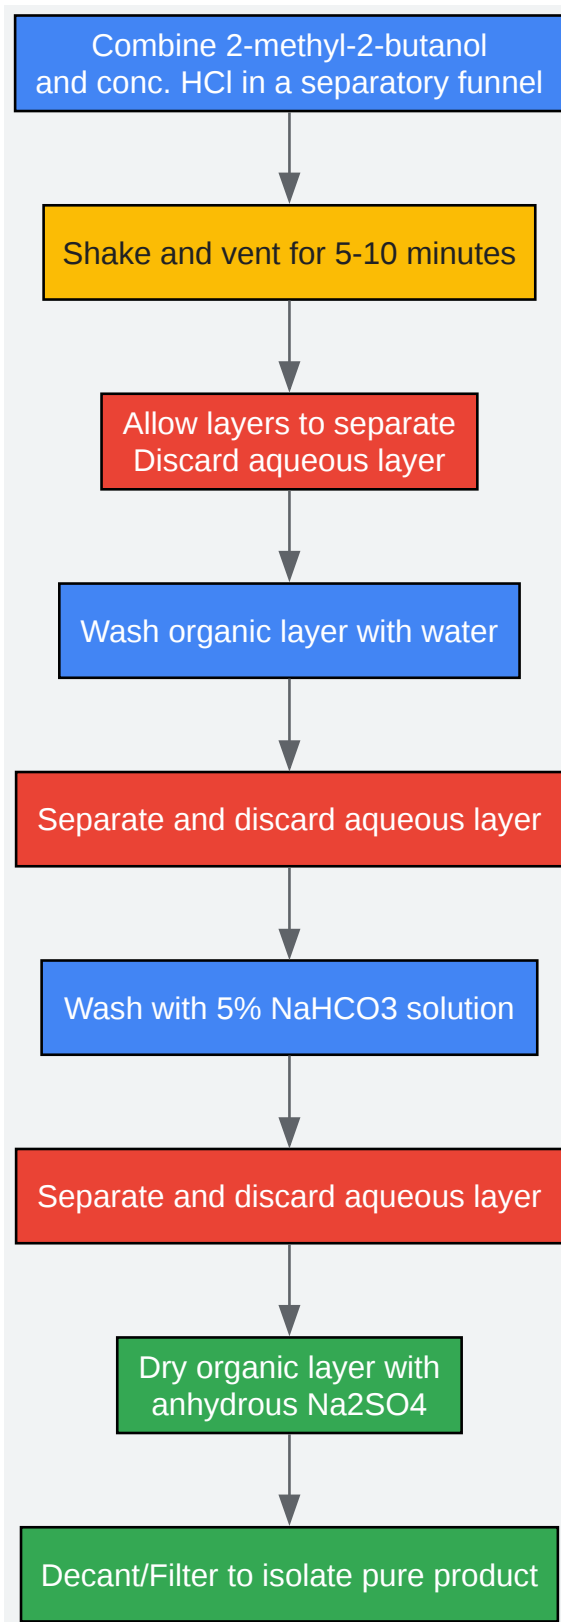 Combine 2-methyl-2-butanol
and conc. HCl in a separatory funnel
Shake and vent for 5-10 minutes
Allow layers to separate
Discard aqueous layer
Wash organic layer with water
Separate and discard aqueous layer
Wash with 5% NaHCO3 solution
Separate and discard aqueous layer
Dry organic layer with
anhydrous Na2SO4
Decant/Filter to isolate pure product